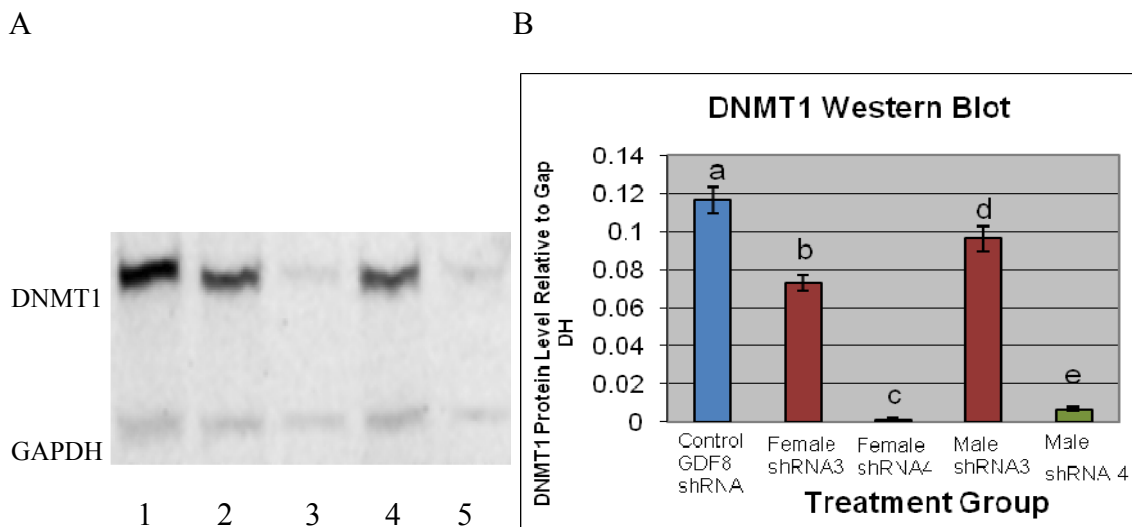 A
B
DNMT1
GAPDH
1 2 3 4 5
DNMT1 Western Blot
DNMT1 Protein Level Relative to Gap
DH
0.14
0.12
0.1
0.08
0.06
0.04
0.02
0
a
b
c
d
e
Control
GDF8
shRNA
Female
shRNA3
Female
shRNA4
Male
shRNA3
Male
shRNA 4
Treatment Group